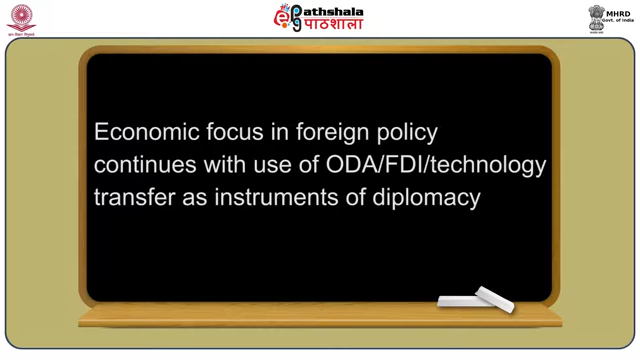 ePathshala
पाठशाला
MHRD
Govt. of India
Economic focus in foreign policy
continues with use of ODA/FDI/technology
transfer as instruments of diplomacy